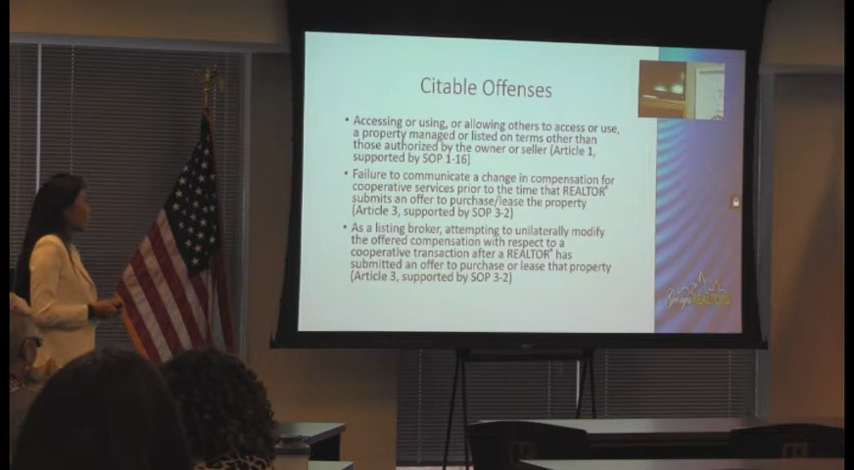 Citable Offenses
• Accessing or using, or allowing others to access or use,
a property managed or listed on terms other than
those authorized by the owner or seller (Article 1,
supported by SOP 1-16)
• Failure to communicate a change in compensation for
cooperative services prior to the time that REALTOR®
submits an offer to purchase/lease the property
(Article 3, supported by SOP 3-2)
• As a listing broker, attempting to unilaterally modify
the offered compensation with respect to a
cooperative transaction after a REALTOR® has
submitted an offer to purchase or lease that property
(Article 3, supported by SOP 3-2)
REALTORS